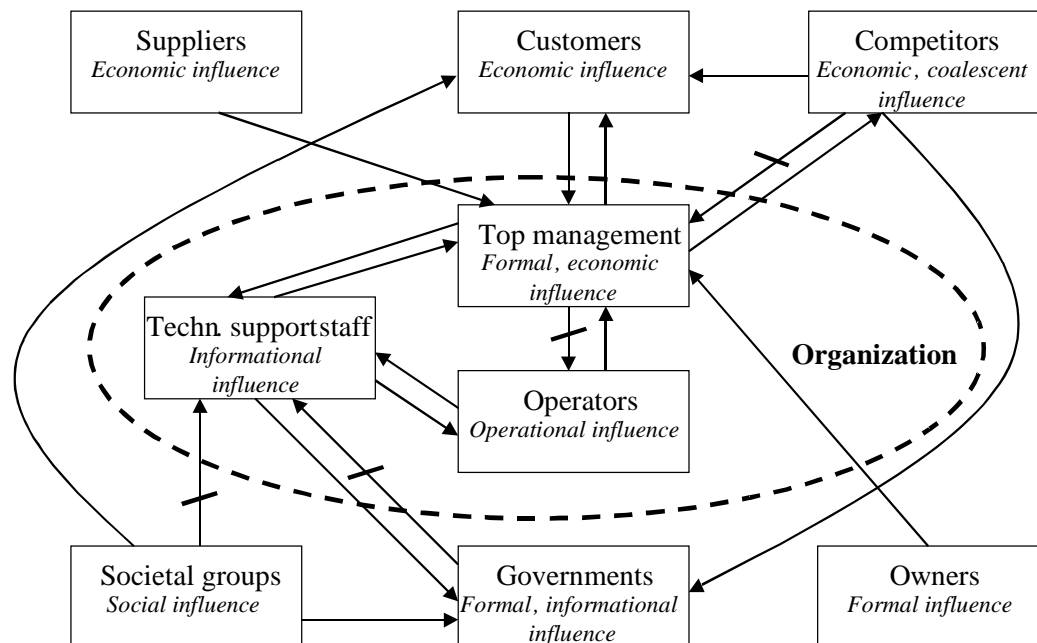 Suppliers
Economic influence
Customers
Economic influence
Competitors
Economic, coalescent
influence
Top management
Formal, economic
influence
Techn. supportstaff
Informational
influence
Organization
Operators
Operational influence
Societal groups
Social influence
Governments
Formal, informational
influence
Owners
Formal influence